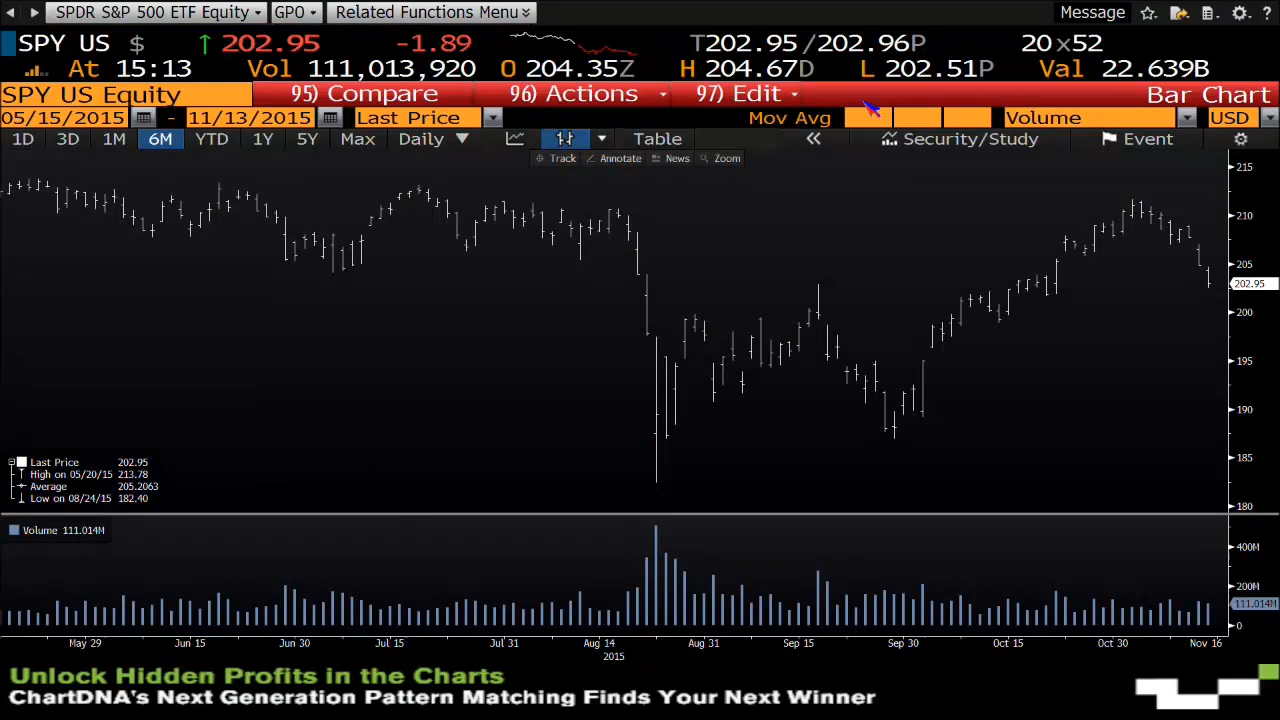 SPDR S&P 500 ETF Equity GPO Related Functions Menu Message ?
SPY US $ 202.95 -1.89 T202.95/202.96P 20x52
At 15:13 Vol 111,013,920 O 204.35Z H 204.67D L 202.51P Val 22.639B
SPY US Equity 95) Compare 96) Actions 97) Edit Bar Chart
05/15/2015 - 11/13/2015 Last Price Mov Avg Volume USD
1D 3D 1M 6M YTD 1Y 5Y Max Daily Table Security/Study Event
Track Annotate News Zoom
215
210
205
202.95
200
195
190
185
180
Last Price 202.95
High on 05/20/15 213.78
Average 205.2063
Low on 08/24/15 182.40
Volume 111.014M
400M
200M
111.014M
0
May 29 Jun 15 Jun 30 Jul 15 Jul 31 Aug 14 Aug 31 Sep 15 Sep 30 Oct 15 Oct 30 Nov 16
2015
Unlock Hidden Profits in the Charts
ChartDNA's Next Generation Pattern Matching Finds Your Next Winner